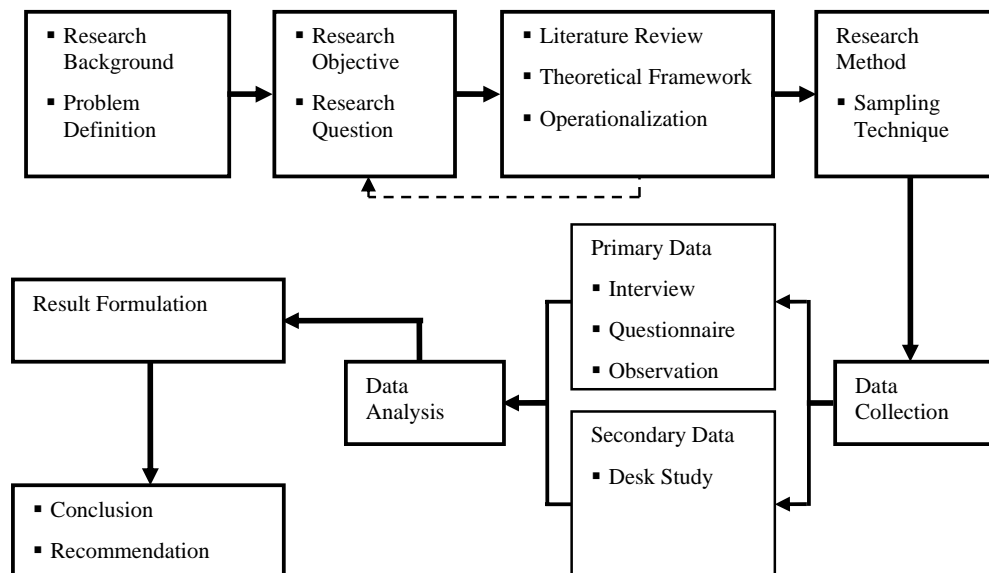 ▪ Research
Background
▪ Problem
Definition
▪ Research
Objective
▪ Research
Question
▪ Literature Review
▪ Theoretical Framework
▪ Operationalization
Research
Method
▪ Sampling
Technique
Data
Collection
Primary Data
▪ Interview
▪ Questionnaire
▪ Observation
Secondary Data
▪ Desk Study
Data
Analysis
Result Formulation
▪ Conclusion
▪ Recommendation